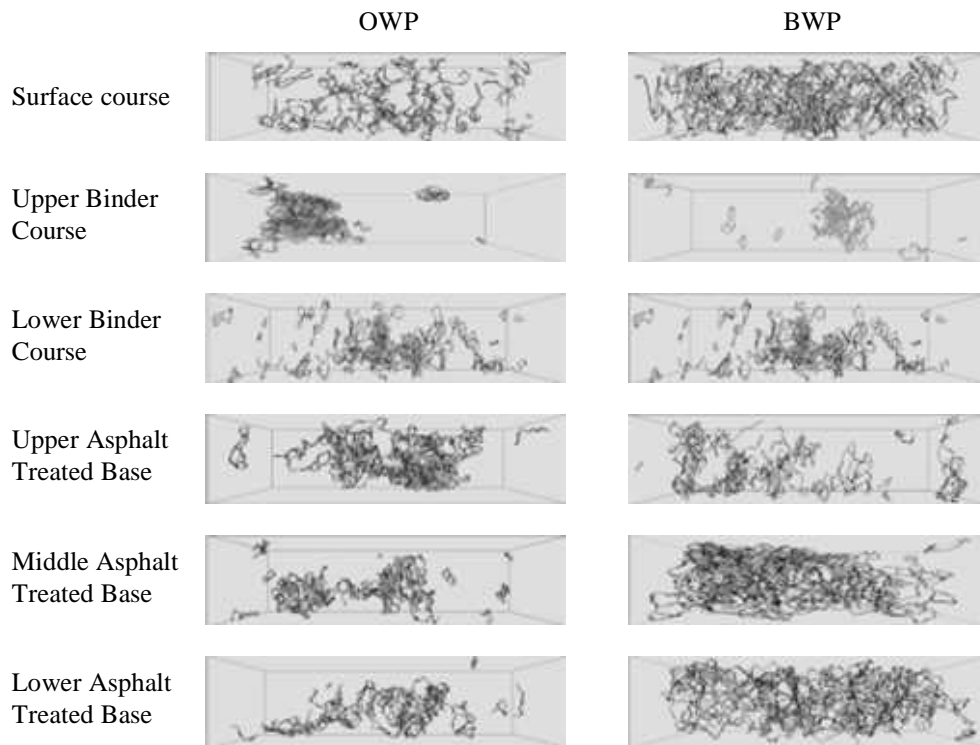 OWP
BWP
Surface course
Upper Binder
Course
Lower Binder
Course
Upper Asphalt
Treated Base
Middle Asphalt
Treated Base
Lower Asphalt
Treated Base